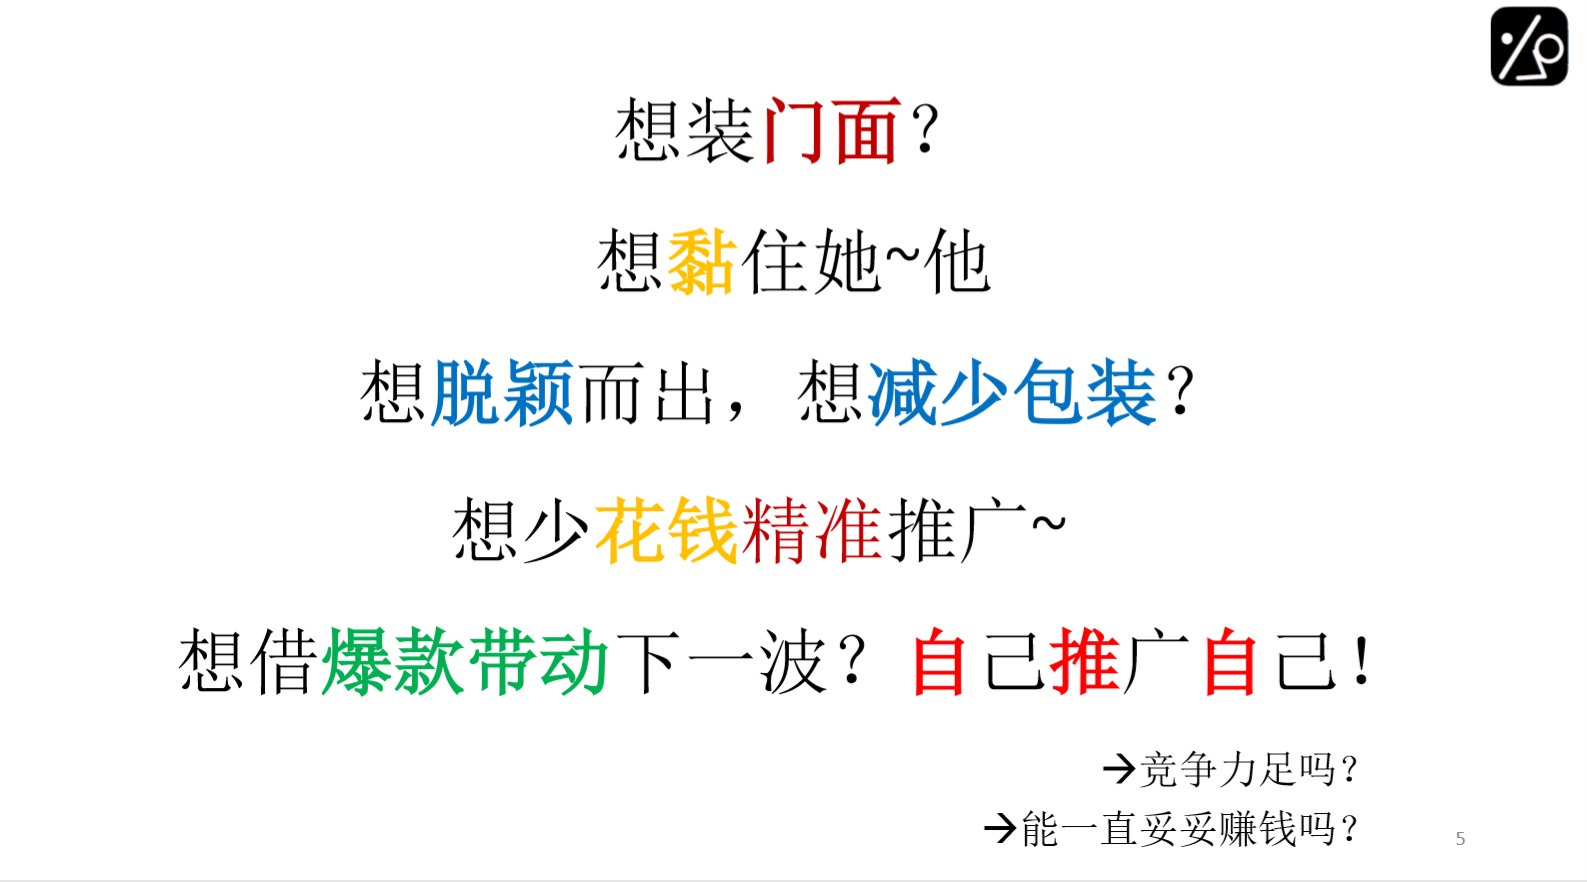 想装门面？
想黏住她~他
想脱颖而出，想减少包装？
想少花钱精准推广~
想借爆款带动下一波？自己推广自己！
→竞争力足吗？
→能一直妥妥赚钱吗？
5